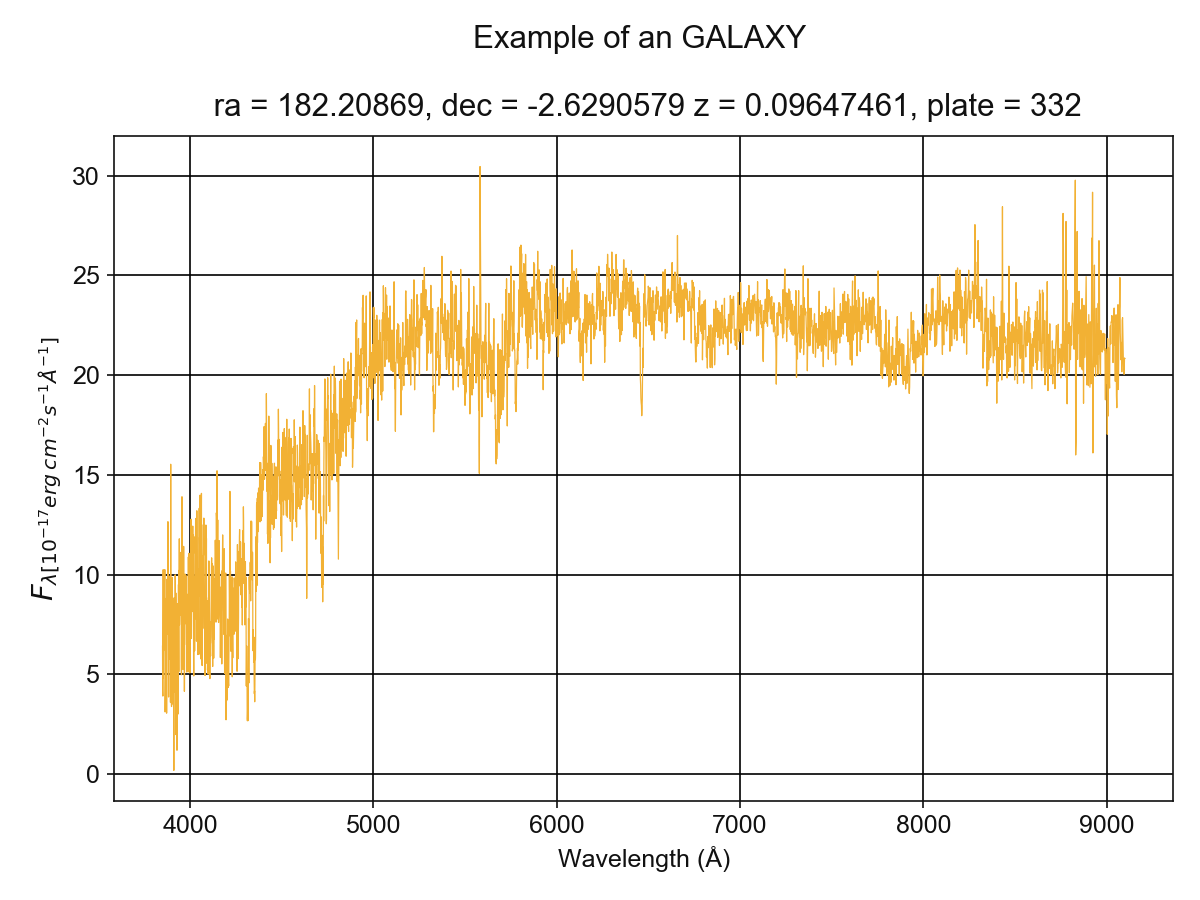 Example of an GALAXY
ra = 182.20869, dec = -2.6290579 z = 0.09647461, plate = 332
30
25
20
15
10
5
0
F_{λ[10^{-17}erg cm^{-2}s^{-1}Å^{-1}]}
4000 5000 6000 7000 8000 9000
Wavelength (Å)